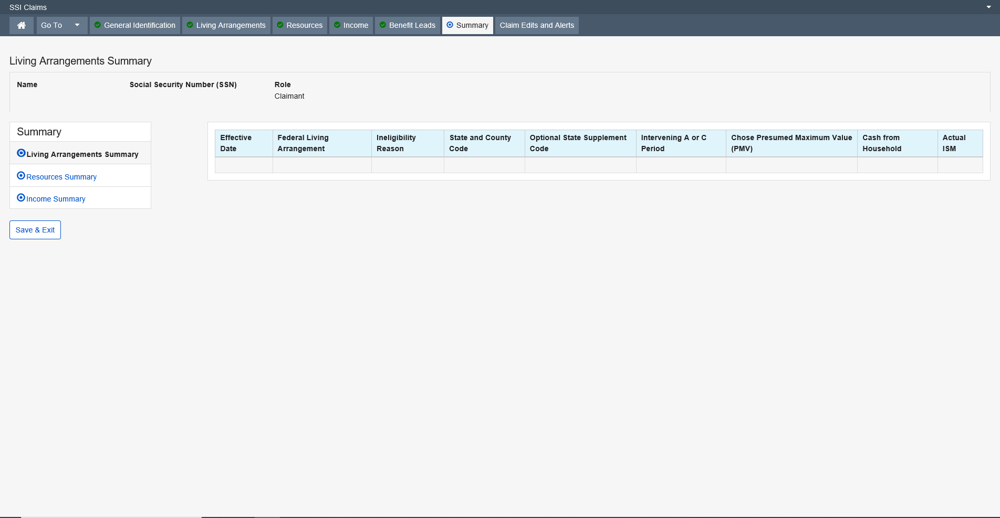 SSI Claims
Go To General Identification Living Arrangements Resources Income Benefit Leads Summary Claim Edits and Alerts
Living Arrangements Summary
Name Social Security Number (SSN) Role
Claimant
Summary
Living Arrangements Summary
Resources Summary
Income Summary
Save & Exit
Effective Date Federal Living Arrangement Ineligibility Reason State and County Code Optional State Supplement Code Intervening A or C Period Chose Presumed Maximum Value (PMV) Cash from Household Actual ISM